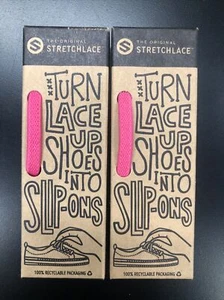 THE ORIGINAL
STRETCHLACE
TURN
LACE
UP
SHOES
INTO
SLIP-ONS
100% RECYCLABLE PACKAGING
THE ORIGINAL
STRETCHLACE
TURN
LACE
UP
SHOES
INTO
SLIP-ONS
100% RECYCLABLE PACKAGING